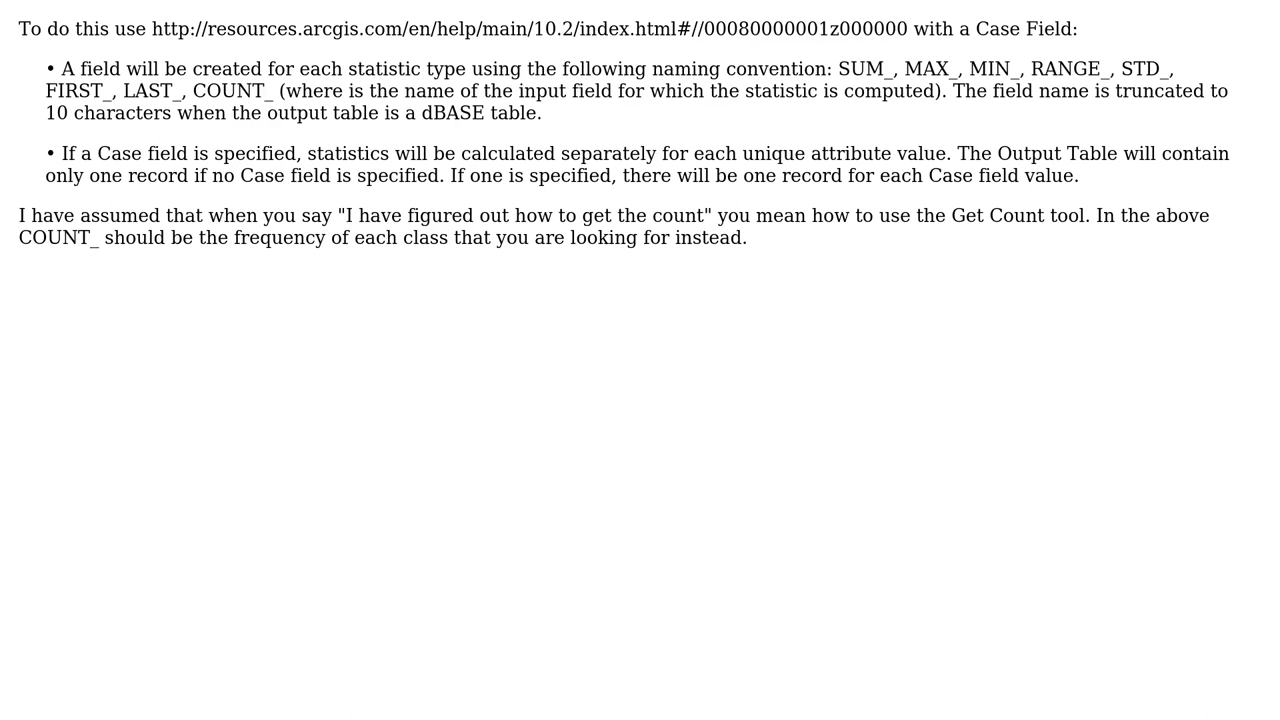 To do this use http://resources.arcgis.com/en/help/main/10.2/index.html#//00080000001z000000 with a Case Field:
• A field will be created for each statistic type using the following naming convention: SUM_, MAX_, MIN_, RANGE_, STD_,
FIRST_, LAST_, COUNT_ (where is the name of the input field for which the statistic is computed). The field name is truncated to
10 characters when the output table is a dBASE table.
• If a Case field is specified, statistics will be calculated separately for each unique attribute value. The Output Table will contain
only one record if no Case field is specified. If one is specified, there will be one record for each Case field value.
I have assumed that when you say "I have figured out how to get the count" you mean how to use the Get Count tool. In the above
COUNT_ should be the frequency of each class that you are looking for instead.